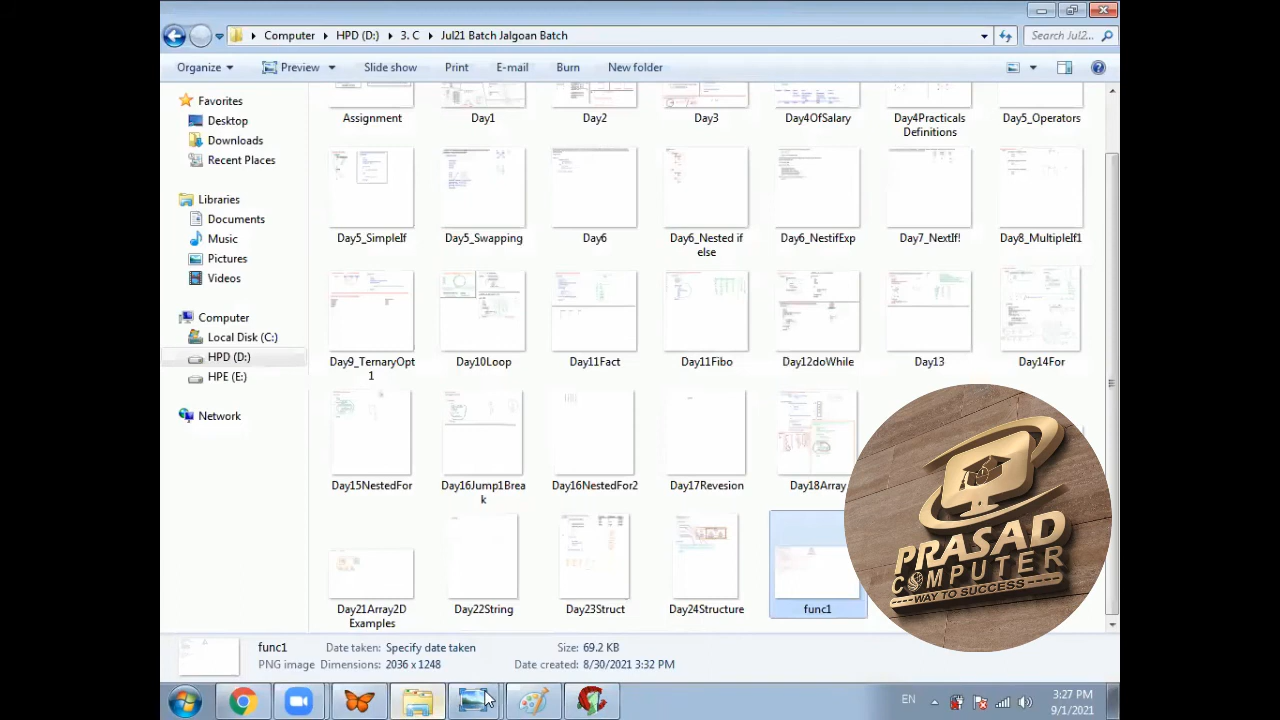 Computer HPD (D:) 3. C Jul21 Batch Jalgoan Batch
Search Jul2...
Organize Preview Slide show Print E-mail Burn New folder
Favorites
Desktop
Downloads
Recent Places
Libraries
Documents
Music
Pictures
Videos
Computer
Local Disk (C:)
HPD (D:)
HPE (E:)
Network
Assignment Day1 Day2 Day3 Day4OfSalary Day4Practicals Day5_Operators
Definitions
Day5_SimpleIf Day5_Swapping Day6 Day6_Nested if Day6_NestifExp Day7_NextIf! Day8_MultipleIf1
else
Day9_TernaryOpt Day10Loop Day11Fact Day11Fibo Day12doWhile Day13 Day14For
1
Day15NestedFor Day16Jump1Brea Day16NestedFor2 Day17Revesion Day18Array
k
Day21Array2D Day22String Day23Struct Day24Structure func1
Examples
PRASAD
COMPUTER
WAY TO SUCCESS
func1 Date taken: Specify date taken Size: 69.2 KB
PNG image Dimensions: 2036 x 1248 Date created: 8/30/2021 3:32 PM
EN
3:27 PM
9/1/2021